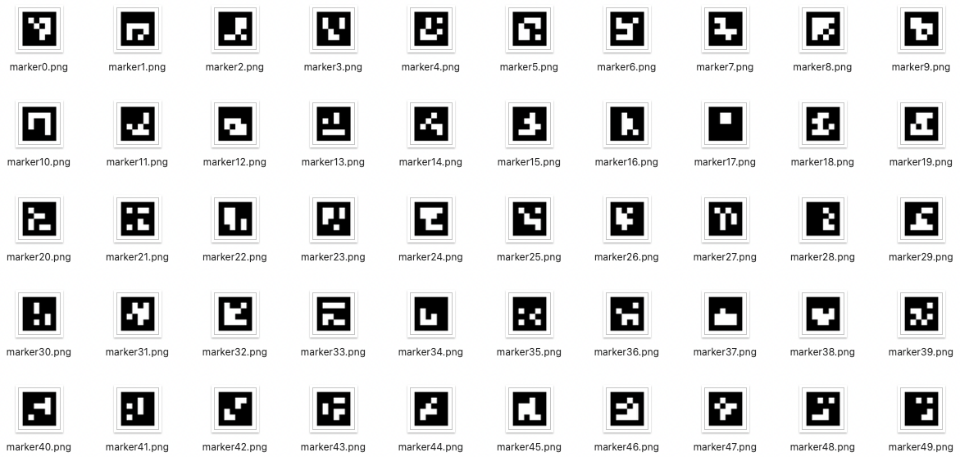 marker0.png marker1.png marker2.png marker3.png marker4.png marker5.png marker6.png marker7.png marker8.png marker9.png
marker10.png marker11.png marker12.png marker13.png marker14.png marker15.png marker16.png marker17.png marker18.png marker19.png
marker20.png marker21.png marker22.png marker23.png marker24.png marker25.png marker26.png marker27.png marker28.png marker29.png
marker30.png marker31.png marker32.png marker33.png marker34.png marker35.png marker36.png marker37.png marker38.png marker39.png
marker40.png marker41.png marker42.png marker43.png marker44.png marker45.png marker46.png marker47.png marker48.png marker49.png